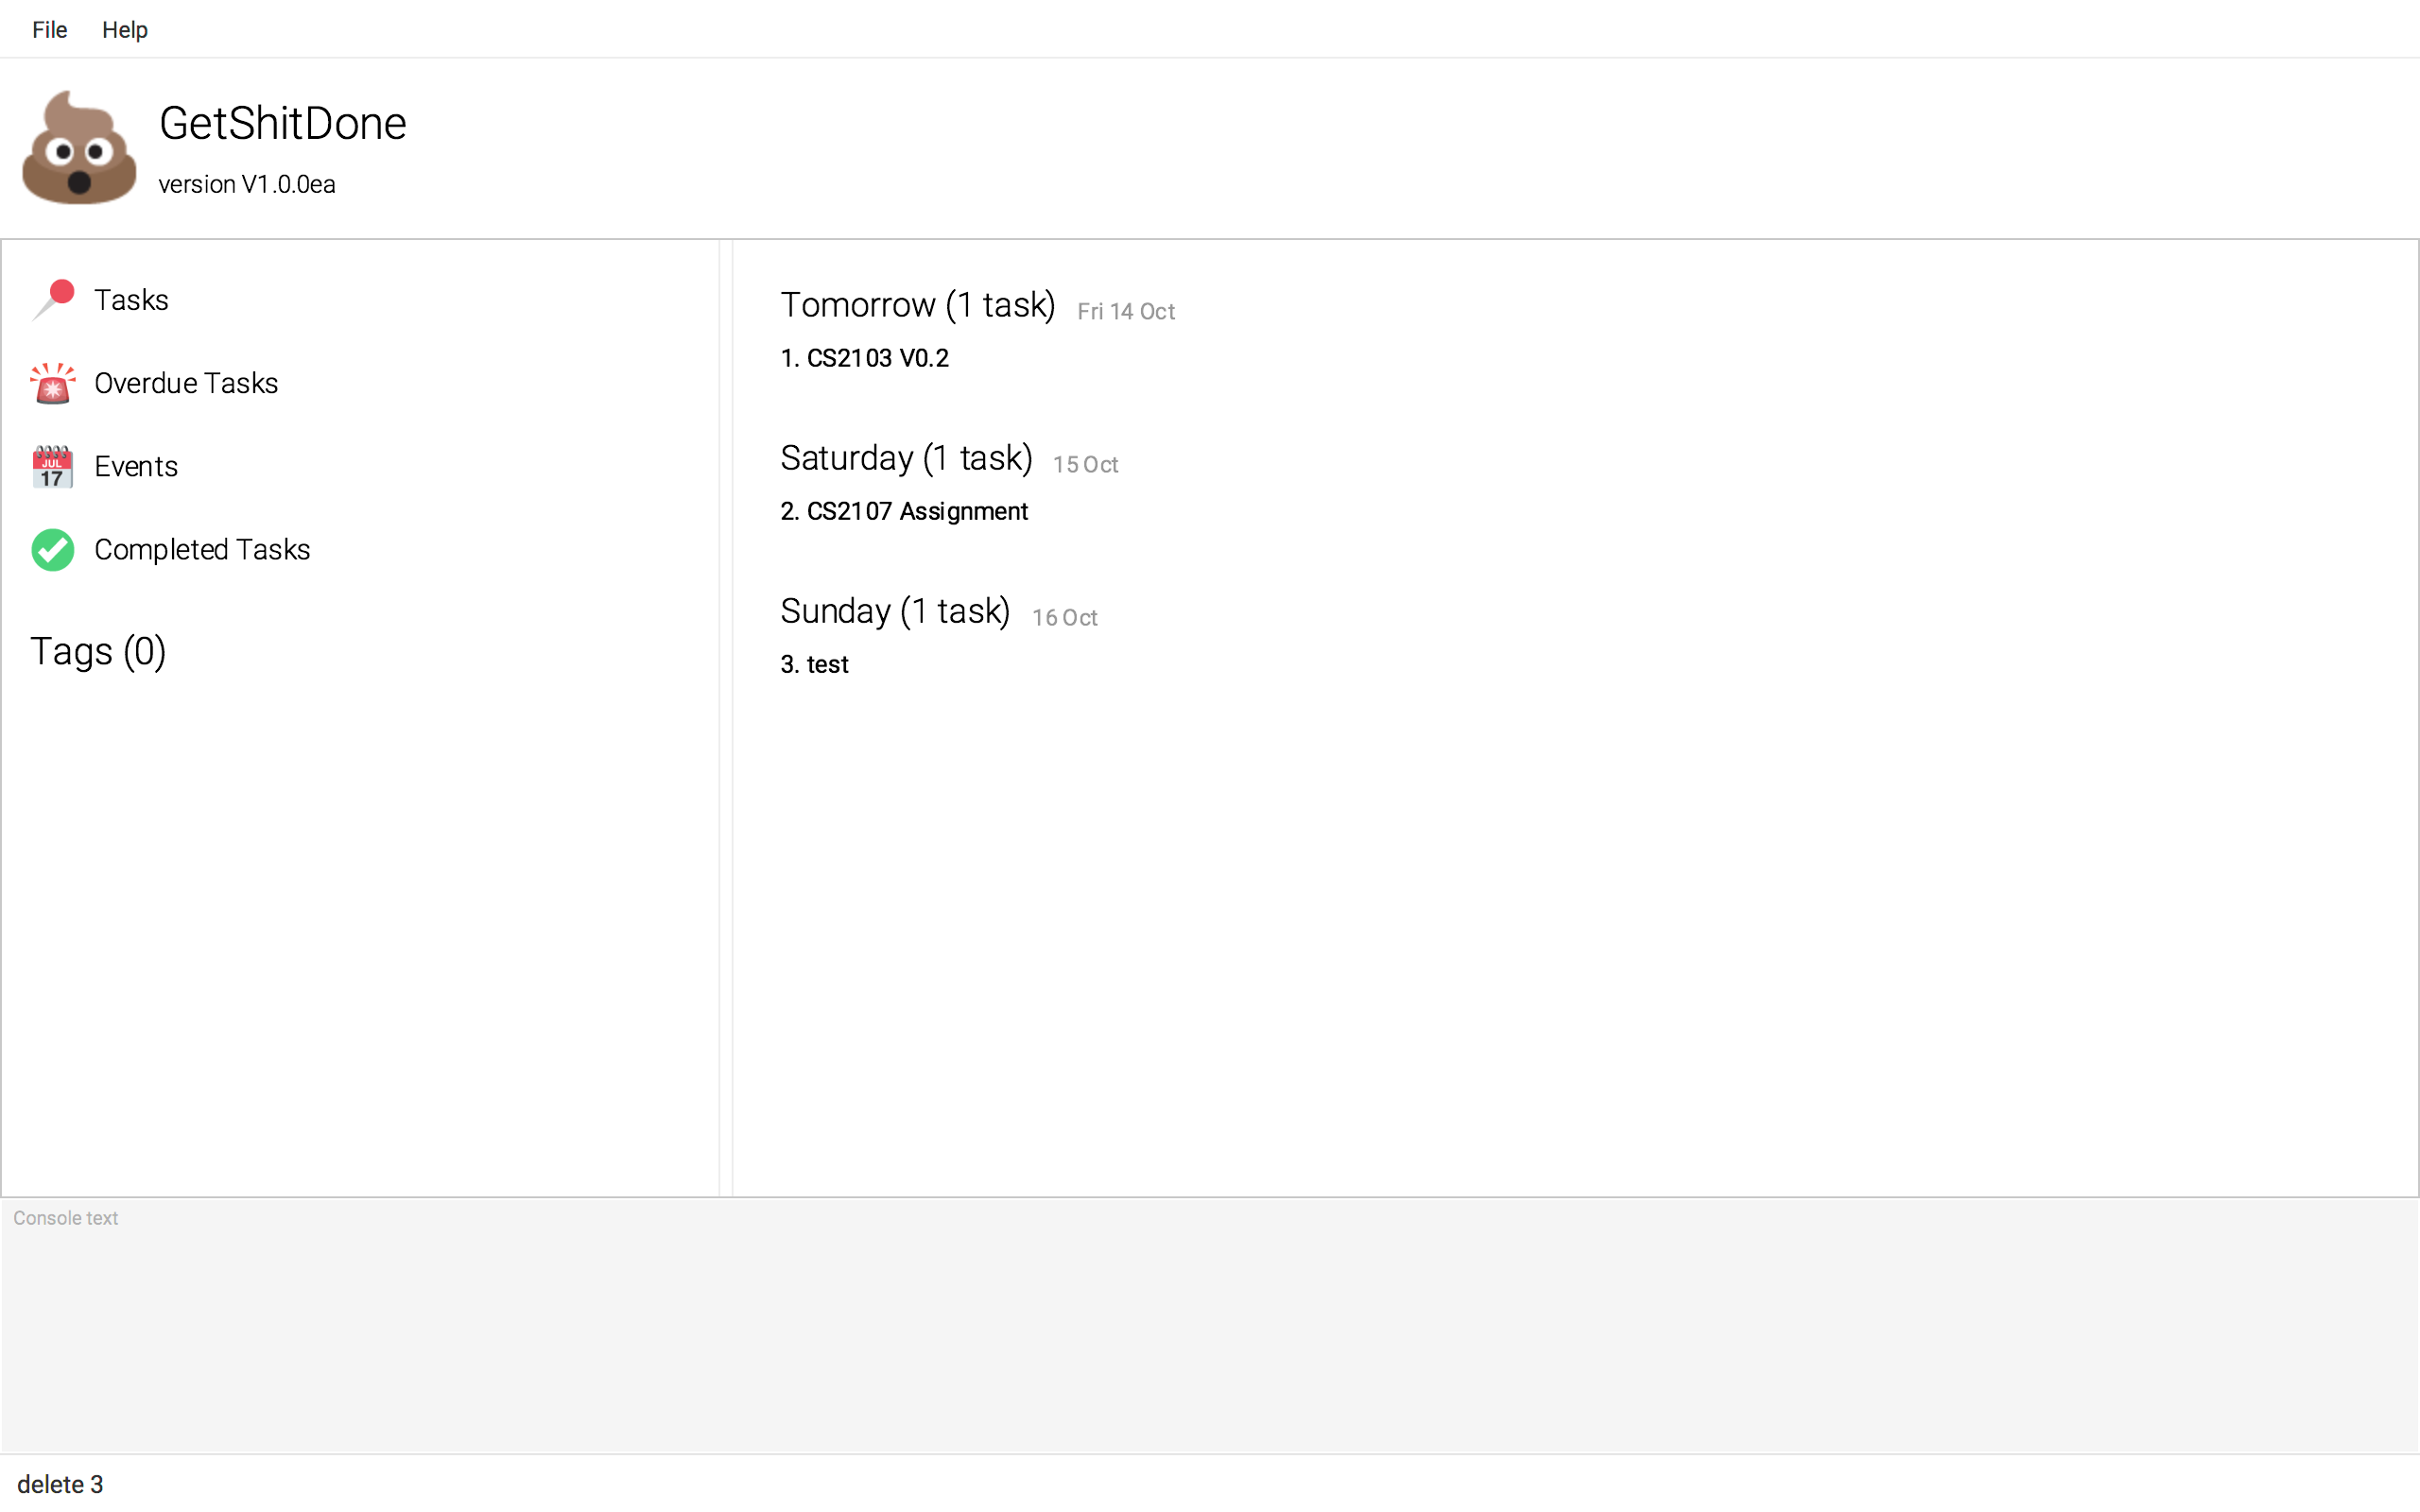 File Help
GetShitDone
version V1.0.0ea
Tasks
Overdue Tasks
JUL
17
Events
Completed Tasks
Tags (0)
Tomorrow (1 task) Fri 14 Oct
1. CS2103 V0.2
Saturday (1 task) 15 Oct
2. CS2107 Assignment
Sunday (1 task) 16 Oct
3. test
Console text
delete 3